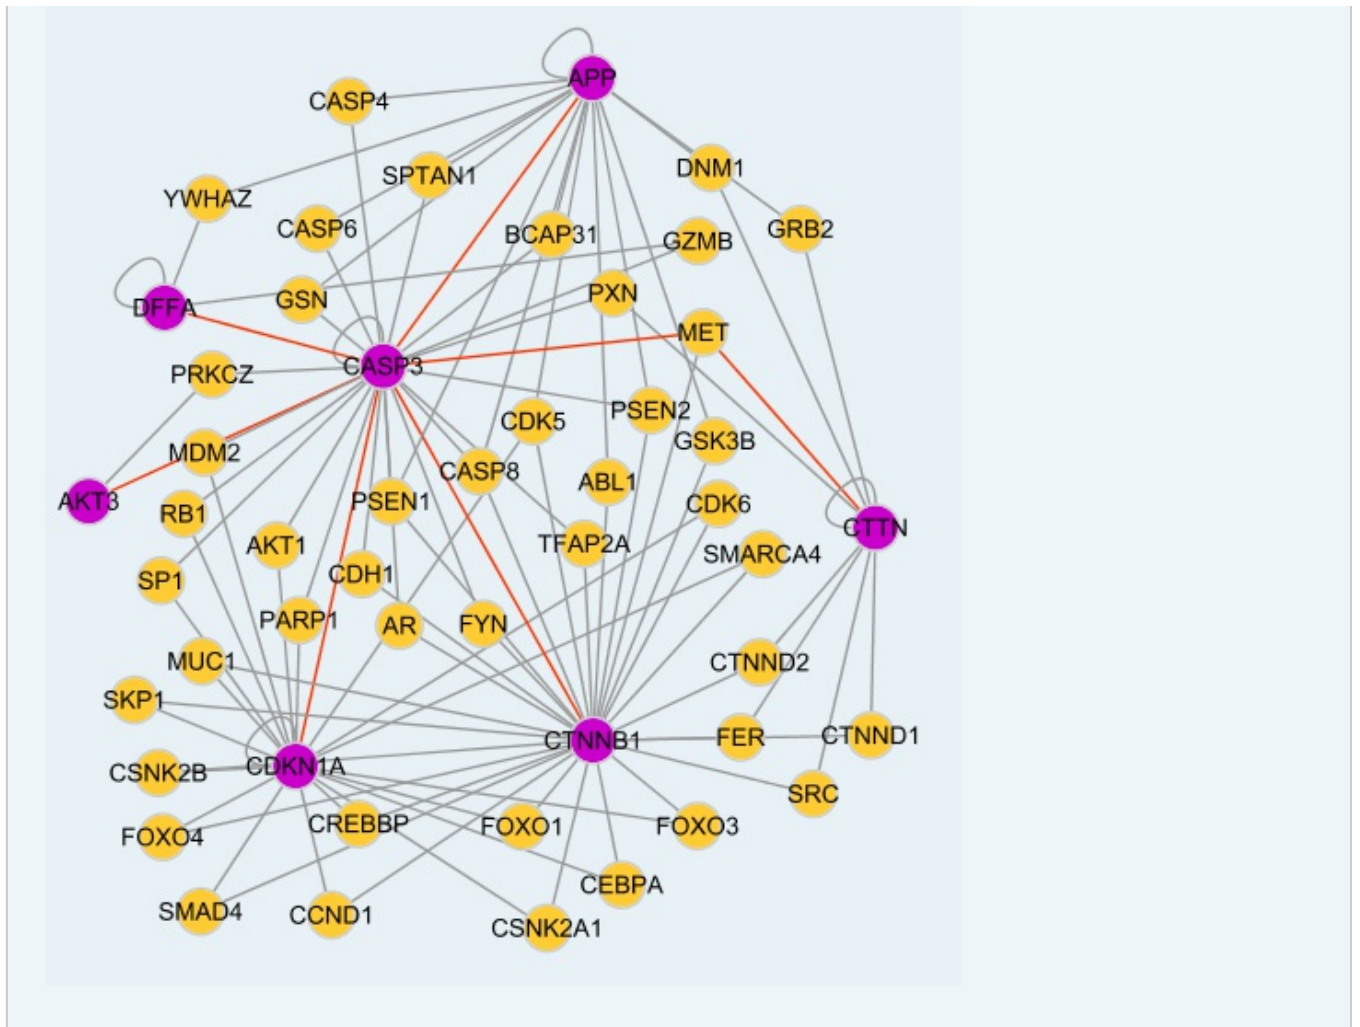 APP
CASP4
DNM1
SPTAN1
YWHAZ
CASP6
BCAP31
GZMB
GRB2
GSN
PXN
DFFA
MET
CASP3
PRKCZ
CDK5
PSEN2
GSK3B
MDM2
CASP8
ABL1
AKT3
PSEN1
CDK6
RB1
CTTN
AKT1
TFAP2A
SMARCA4
SP1
CDH1
PARP1
AR
FYN
MUC1
CTNND2
SKP1
CTNNB1
FER
CTNND1
CSNK2B
CDKN1A
SRC
FOXO4
CREBBP
FOXO1
FOXO3
CEBPA
SMAD4
CCND1
CSNK2A1